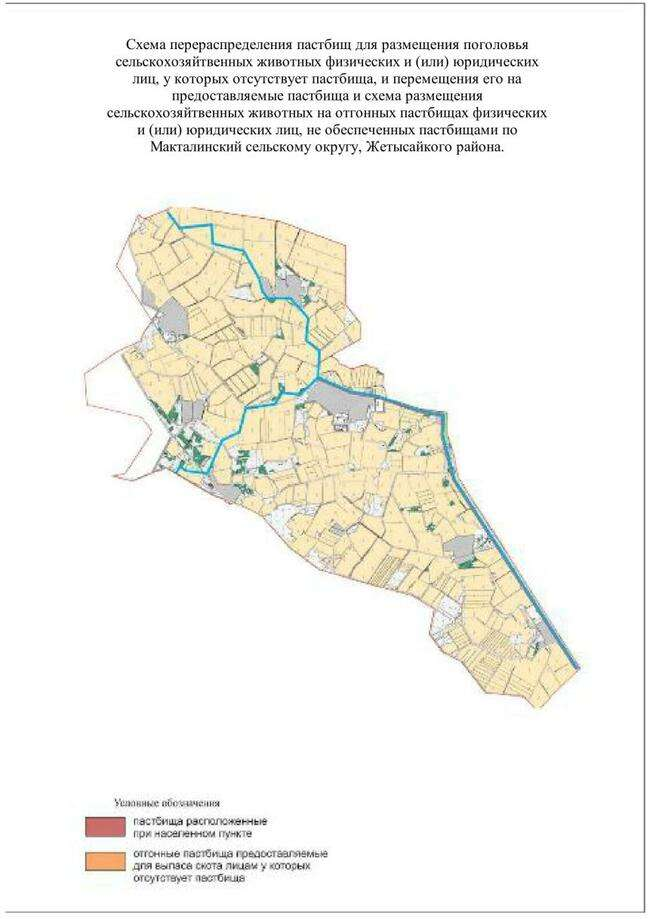 Схема перераспределения пастбищ для размещения поголовья
сельскохозяйтвенных животных физических и (или) юридических
лиц, у которых отсутствует пастбища, и перемещения его на
предоставляемые пастбища и схема размещения
сельскохозяйтвенных животных на отгонных пастбищах физических
и (или) юридических лиц, не обеспеченных пастбищами по
Макталинский сельскому округу, Жетысайкого района.
Условные обозначения
пастбища расположенные
при населенном пункте
отгонные пастбища предоставляемые
для выпаса скота лицам у которых
отсутствует пастбища